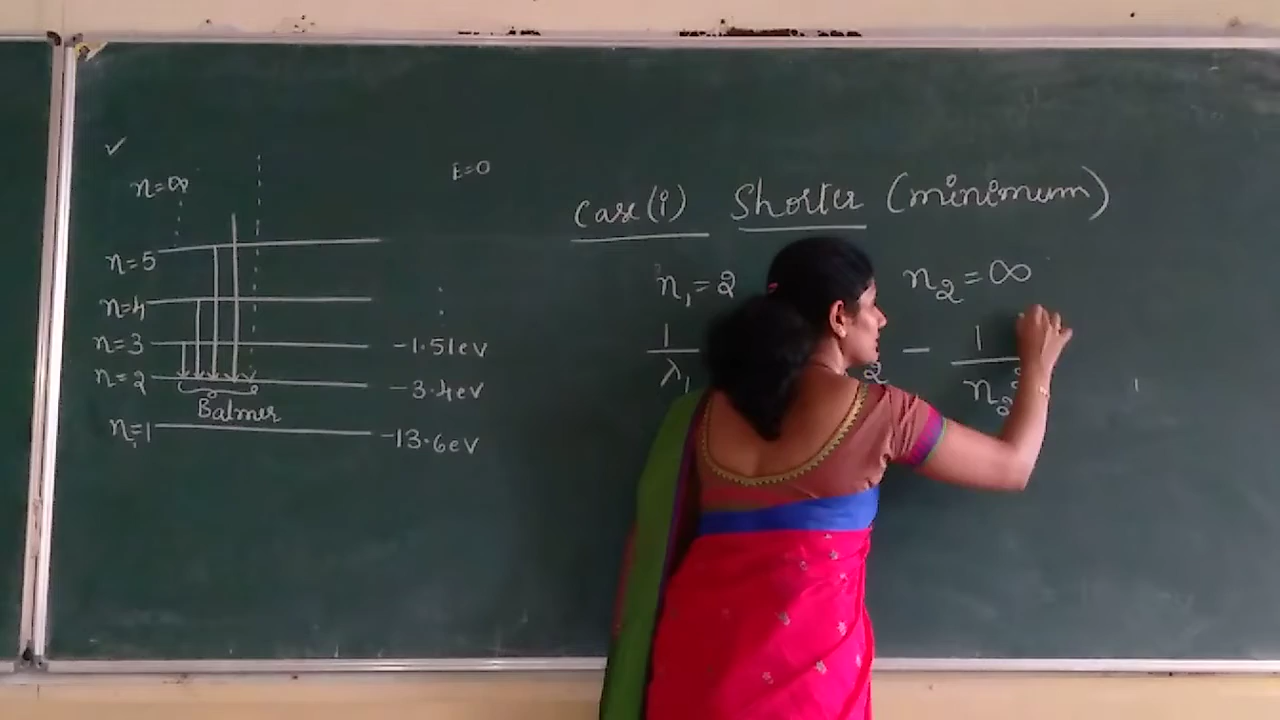 ✓
n=∞
E=0
n=5
n=4
n=3 -1.51ev
n=2 -3.4ev
Balmer
n=1 -13.6ev
Case(i) Shorter (minimum)
n₁=2 n₂=∞
1/λ₁ 2 - 1/n₂²